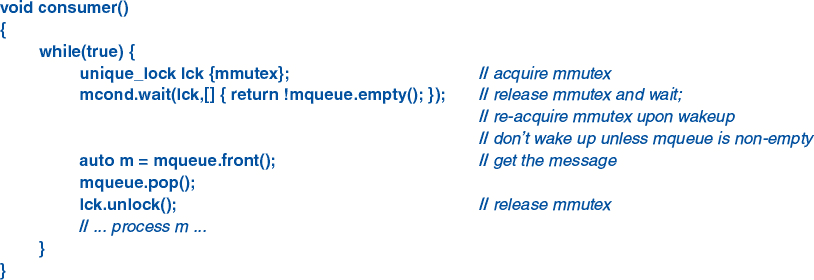 void consumer()
{
while(true) {
unique_lock lck {mmutex}; // acquire mmutex
mcond.wait(lck,[] { return !mqueue.empty(); }); // release mmutex and wait;
// re-acquire mmutex upon wakeup
// don’t wake up unless mqueue is non-empty
auto m = mqueue.front(); // get the message
mqueue.pop();
lck.unlock(); // release mmutex
// ... process m ...
}
}